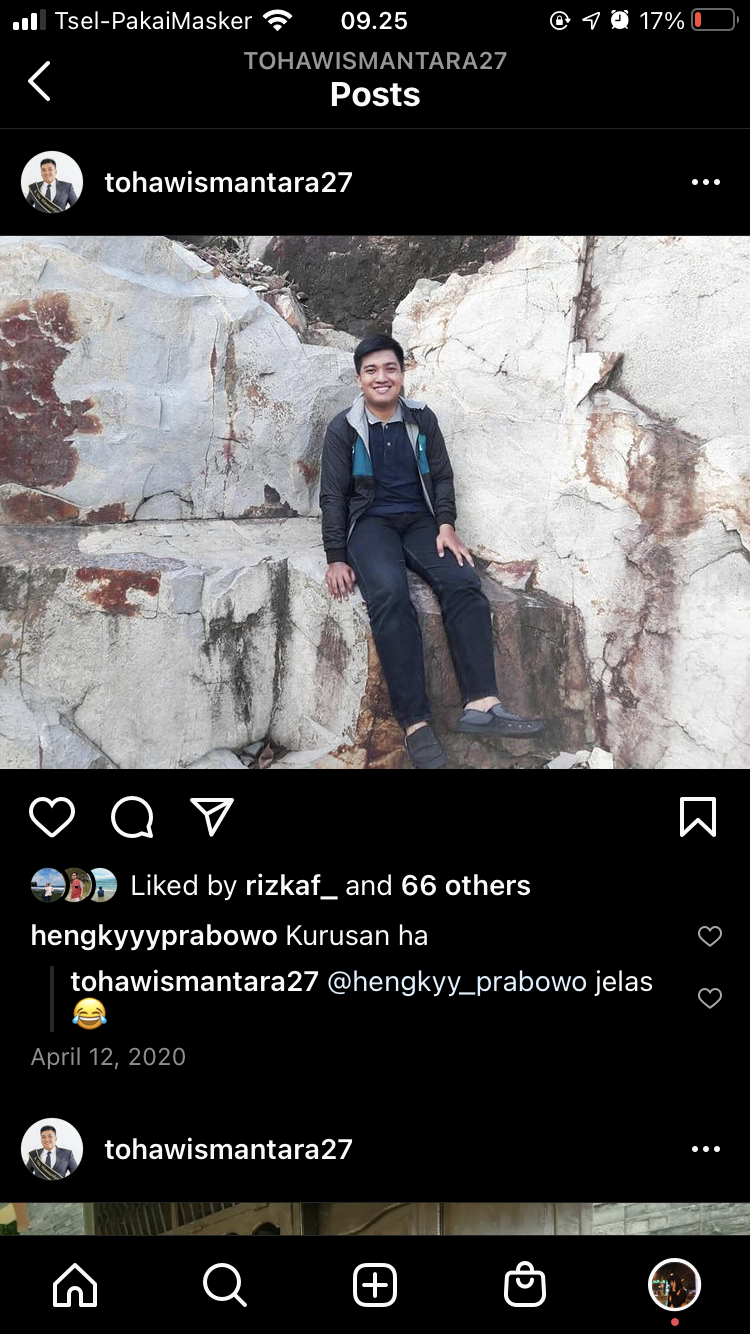 Tsel-PakaiMasker 09.25 17%
TOHAWISMANTARA27
Posts
tohawismantara27
Liked by rizkaf_ and 66 others
hengkyyyprabowo Kurusan ha
tohawismantara27 @hengkyy_prabowo jelas
😂
April 12, 2020
tohawismantara27